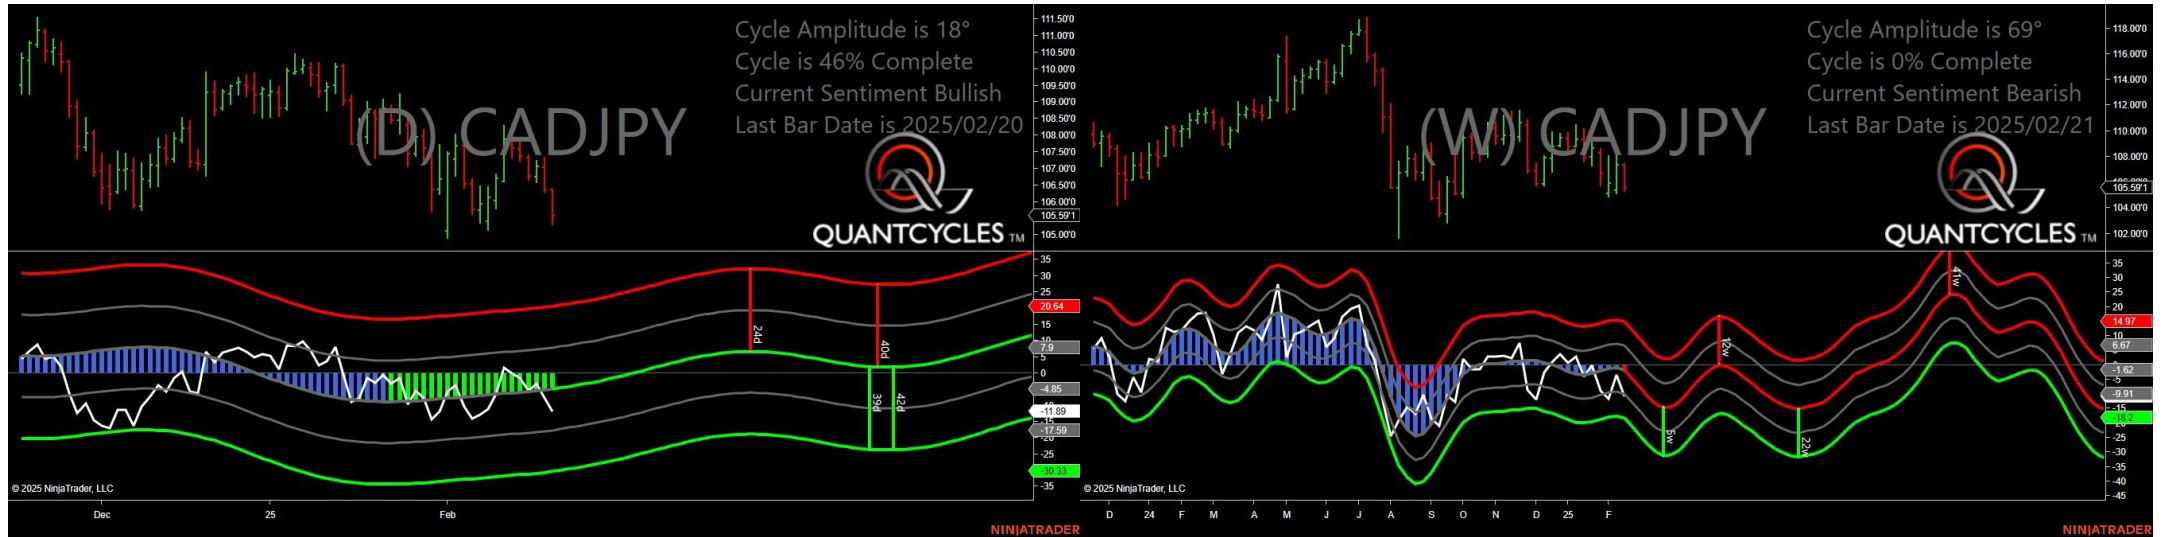 Cycle Amplitude is 18°
Cycle is 46% Complete
Current Sentiment Bullish
Last Bar Date is 2025/02/20
(D) CADJPY
QUANTCYCLES TM
111.50'0
111.00'0
110.50'0
110.00'0
109.50'0
109.00'0
108.50'0
108.00'0
107.50'0
107.00'0
106.50'0
106.00'0
105.59'1
105.00'0
35
30
25
20.64
15
7.9
5
0
-4.85
-11.89
-17.59
-20
-25
-30.33
-35
24d
40d
39d
42d
© 2025 NinjaTrader, LLC
Dec
25
Feb
NINJATRADER
Cycle Amplitude is 69°
Cycle is 0% Complete
Current Sentiment Bearish
Last Bar Date is 2025/02/21
(W) CADJPY
QUANTCYCLES TM
118.00'0
116.00'0
114.00'0
112.00'0
110.00'0
108.00'0
105.59'1
104.00'0
102.00'0
35
30
25
20
14.97
6.67
-1.62
-5
-9.91
-15
-18.2
-25
-30
-35
-40
-45
41w
12w
5w
22w
© 2025 NinjaTrader, LLC
D
24
F
M
A
M
J
J
A
S
O
N
D
25
F
NINJATRADER